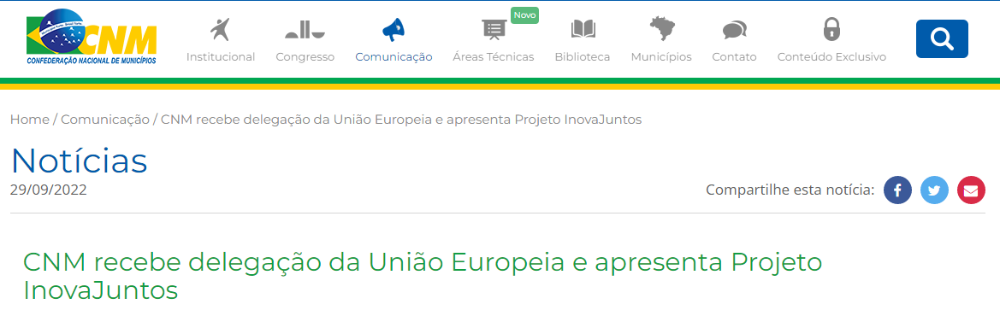 CNM
CONFEDERAÇÃO NACIONAL DE MUNICÍPIOS
Novo
Institucional
Congresso
Comunicação
Áreas Técnicas
Biblioteca
Municípios
Contato
Conteúdo Exclusivo
Home / Comunicação / CNM recebe delegação da União Europeia e apresenta Projeto InovaJuntos
Notícias
29/09/2022
Compartilhe esta notícia:
CNM recebe delegação da União Europeia e apresenta Projeto
InovaJuntos